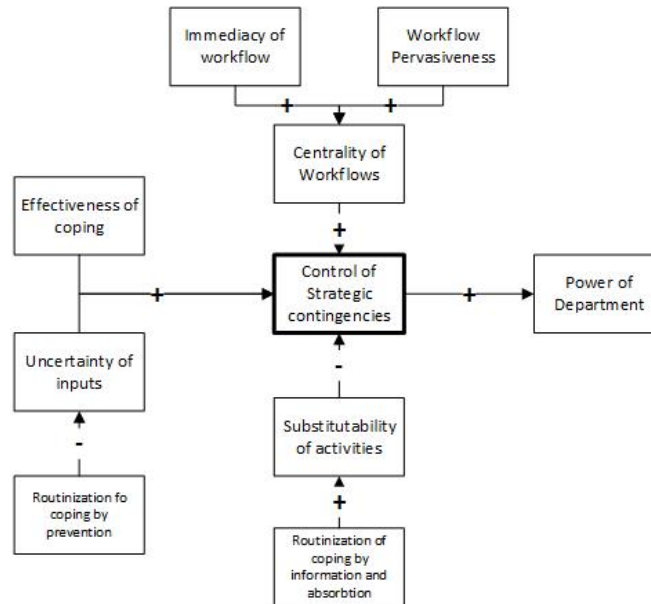 Immediacy of
workflow
Workflow
Pervasiveness
+
+
Centrality of
Workflows
+
Effectiveness of
coping
+
Control of
Strategic
contingencies
+
Power of
Department
Uncertainty of
inputs
-
Substitutability
of activities
-
Routinization fo
coping by
prevention
+
Routinization of
coping by
information and
absorbtion